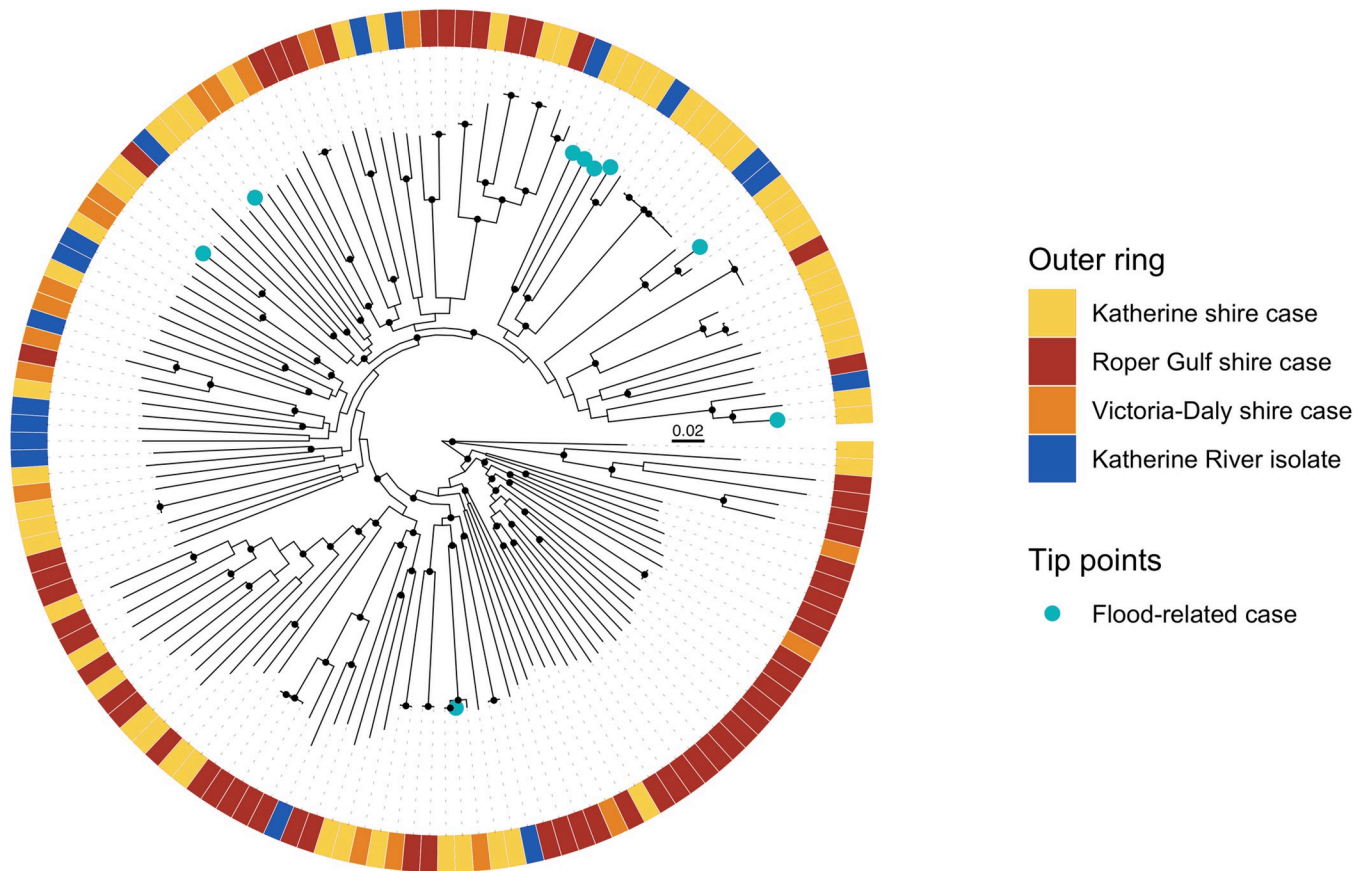 0.02
Outer ring
Katherine shire case
Roper Gulf shire case
Victoria-Daly shire case
Katherine River isolate
Tip points
Flood-related case